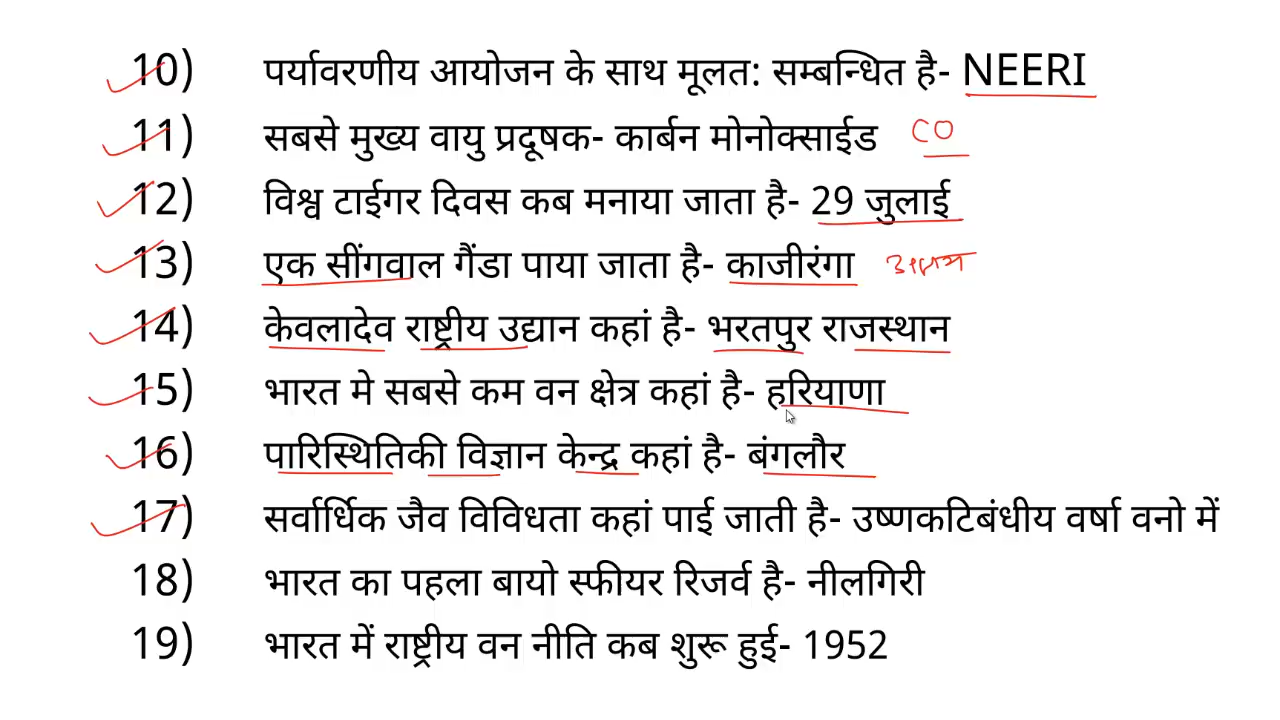 10) पर्यावरणीय आयोजन के साथ मूलत: सम्बन्धित है- NEERI
11) सबसे मुख्य वायु प्रदूषक- कार्बन मोनोक्साईड CO
12) विश्व टाईगर दिवस कब मनाया जाता है- 29 जुलाई
13) एक सींगवाल गैंडा पाया जाता है- काजीरंगा
14) केवलादेव राष्ट्रीय उद्यान कहां है- भरतपुर राजस्थान
15) भारत मे सबसे कम वन क्षेत्र कहां है- हरियाणा
16) पारिस्थितिकी विज्ञान केन्द्र कहां है- बंगलौर
17) सर्वार्धिक जैव विविधता कहां पाई जाती है- उष्णकटिबंधीय वर्षा वनो में
18) भारत का पहला बायो स्फीयर रिजर्व है- नीलगिरी
19) भारत में राष्ट्रीय वन नीति कब शुरू हुई- 1952